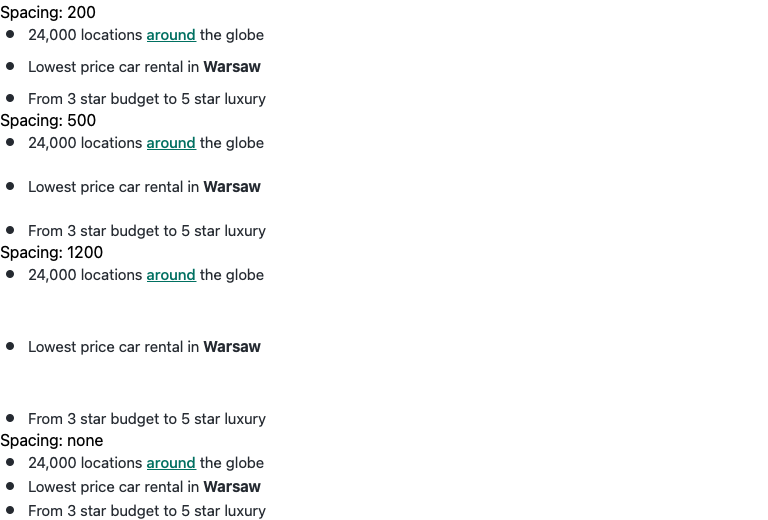 Spacing: 200
24,000 locations around the globe
Lowest price car rental in Warsaw
From 3 star budget to 5 star luxury
Spacing: 500
24,000 locations around the globe
Lowest price car rental in Warsaw
From 3 star budget to 5 star luxury
Spacing: 1200
24,000 locations around the globe
Lowest price car rental in Warsaw
From 3 star budget to 5 star luxury
Spacing: none
24,000 locations around the globe
Lowest price car rental in Warsaw
From 3 star budget to 5 star luxury